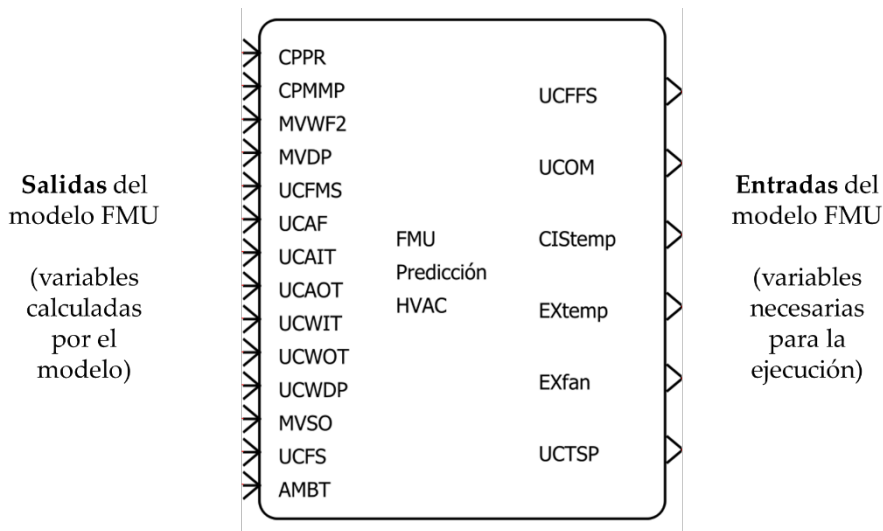 Salidas del
modelo FMU
(variables
calculadas
por el
modelo)
CPPR
CPMMP
MVWF2
MVDP
UCFMS
UCAF
UCAIT
UCAOT
UCWIT
UCWOT
UCWDP
MVSO
UCFS
AMBT
FMU
Predicción
HVAC
UCFFS
UCOM
CIStemp
EXtemp
EXfan
UCTSP
Entradas del
modelo FMU
(variables
necesarias
para la
ejecución)